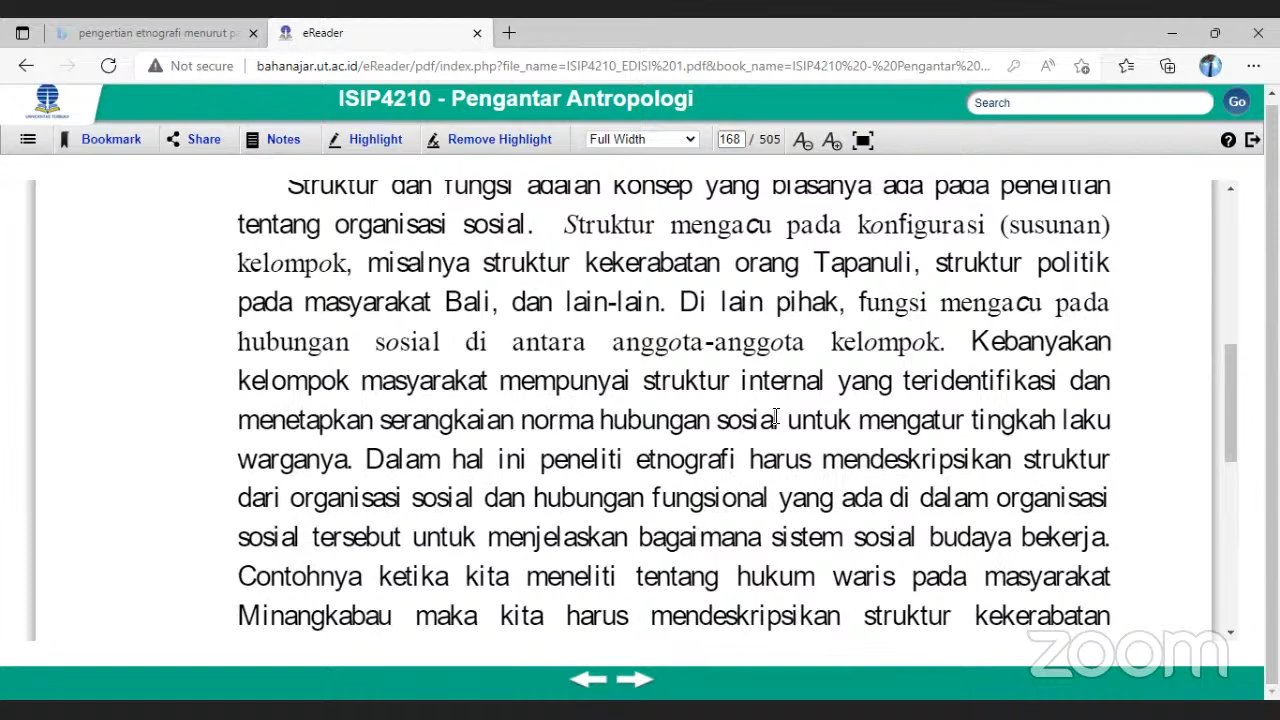 pengertian etnografi menurut pa
eReader
Not secure
bahanajar.ut.ac.id/eReader/pdf/index.php?file_name=ISIP4210_EDISI%201.pdf&book_name=ISIP4210%20-%20Pengantar%20...
ISIP4210 - Pengantar Antropologi
Search
Go
Bookmark
Share
Notes
Highlight
Remove Highlight
Full Width
168 / 505
Struktur dan fungsi adalah konsep yang biasanya ada pada penelitian
tentang organisasi sosial. Struktur mengacu pada konfigurasi (susunan)
kelompok, misalnya struktur kekerabatan orang Tapanuli, struktur politik
pada masyarakat Bali, dan lain-lain. Di lain pihak, fungsi mengacu pada
hubungan sosial di antara anggota-anggota kelompok. Kebanyakan
kelompok masyarakat mempunyai struktur internal yang teridentifikasi dan
menetapkan serangkaian norma hubungan sosial untuk mengatur tingkah laku
warganya. Dalam hal ini peneliti etnografi harus mendeskripsikan struktur
dari organisasi sosial dan hubungan fungsional yang ada di dalam organisasi
sosial tersebut untuk menjelaskan bagaimana sistem sosial budaya bekerja.
Contohnya ketika kita meneliti tentang hukum waris pada masyarakat
Minangkabau maka kita harus mendeskripsikan struktur kekerabatan
zoom